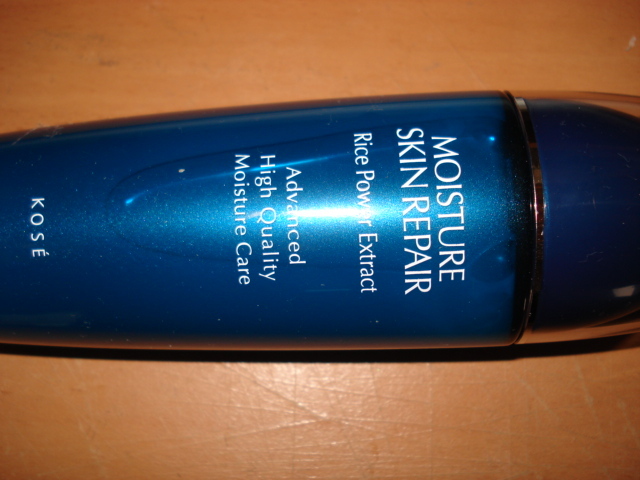 MOISTURE
SKIN REPAIR
Rice Power Extract
Advanced
High Quality
Moisture Care
KOSÉ